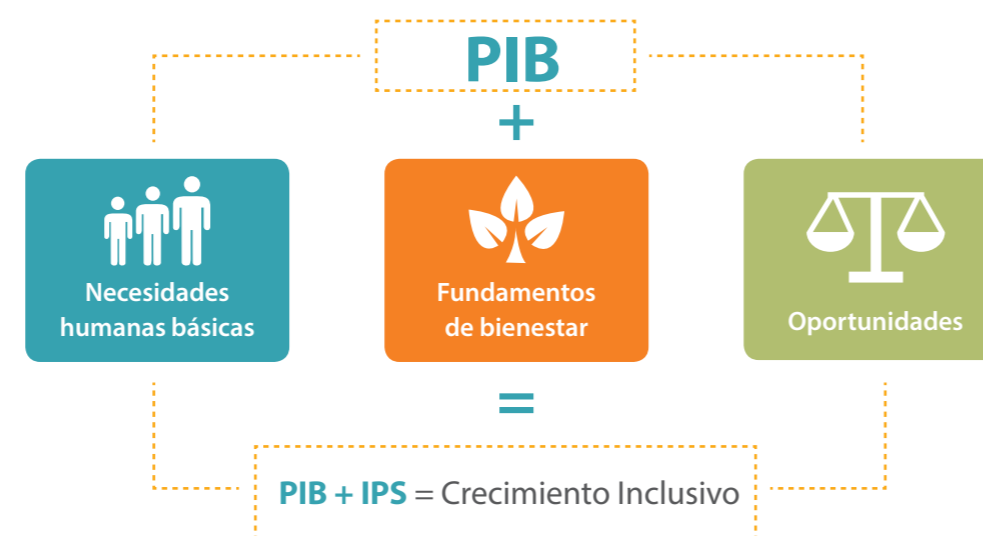 PIB
+
Necesidades
humanas básicas
Fundamentos
de bienestar
Oportunidades
=
PIB + IPS = Crecimiento Inclusivo